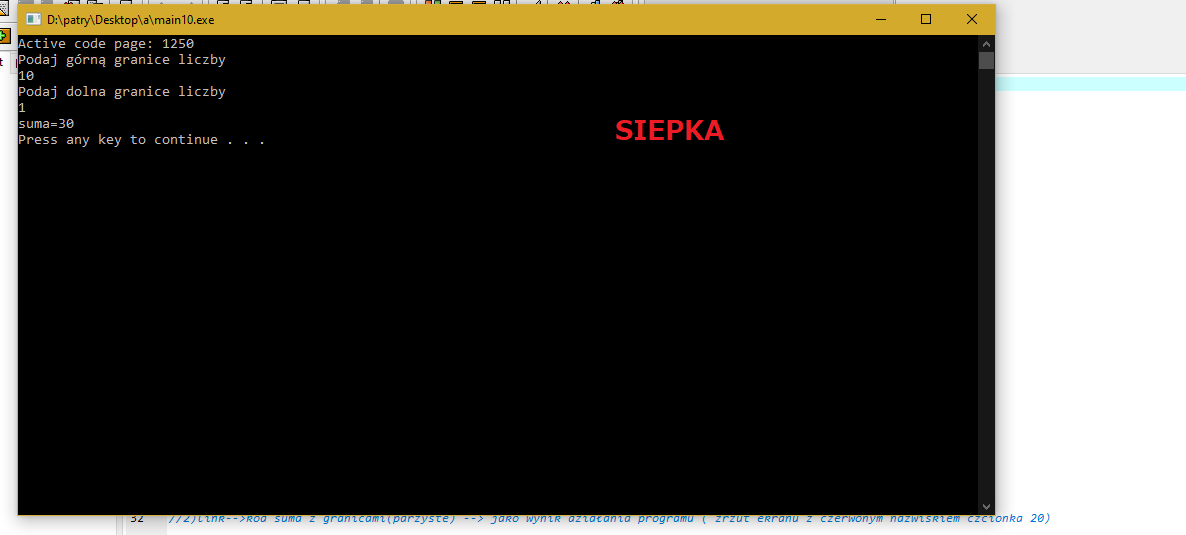 D:\patry\Desktop\a\main10.exe
Active code page: 1250
Podaj górną granice liczby
10
Podaj dolna granice liczby
1
suma=30
Press any key to continue . . .
SIEPKA
32 //2)link-->kod suma z granicami(parzyste) --> jako wynik działania programu ( zrzut ekranu z czerwonym nazwiskiem czcionka 20)